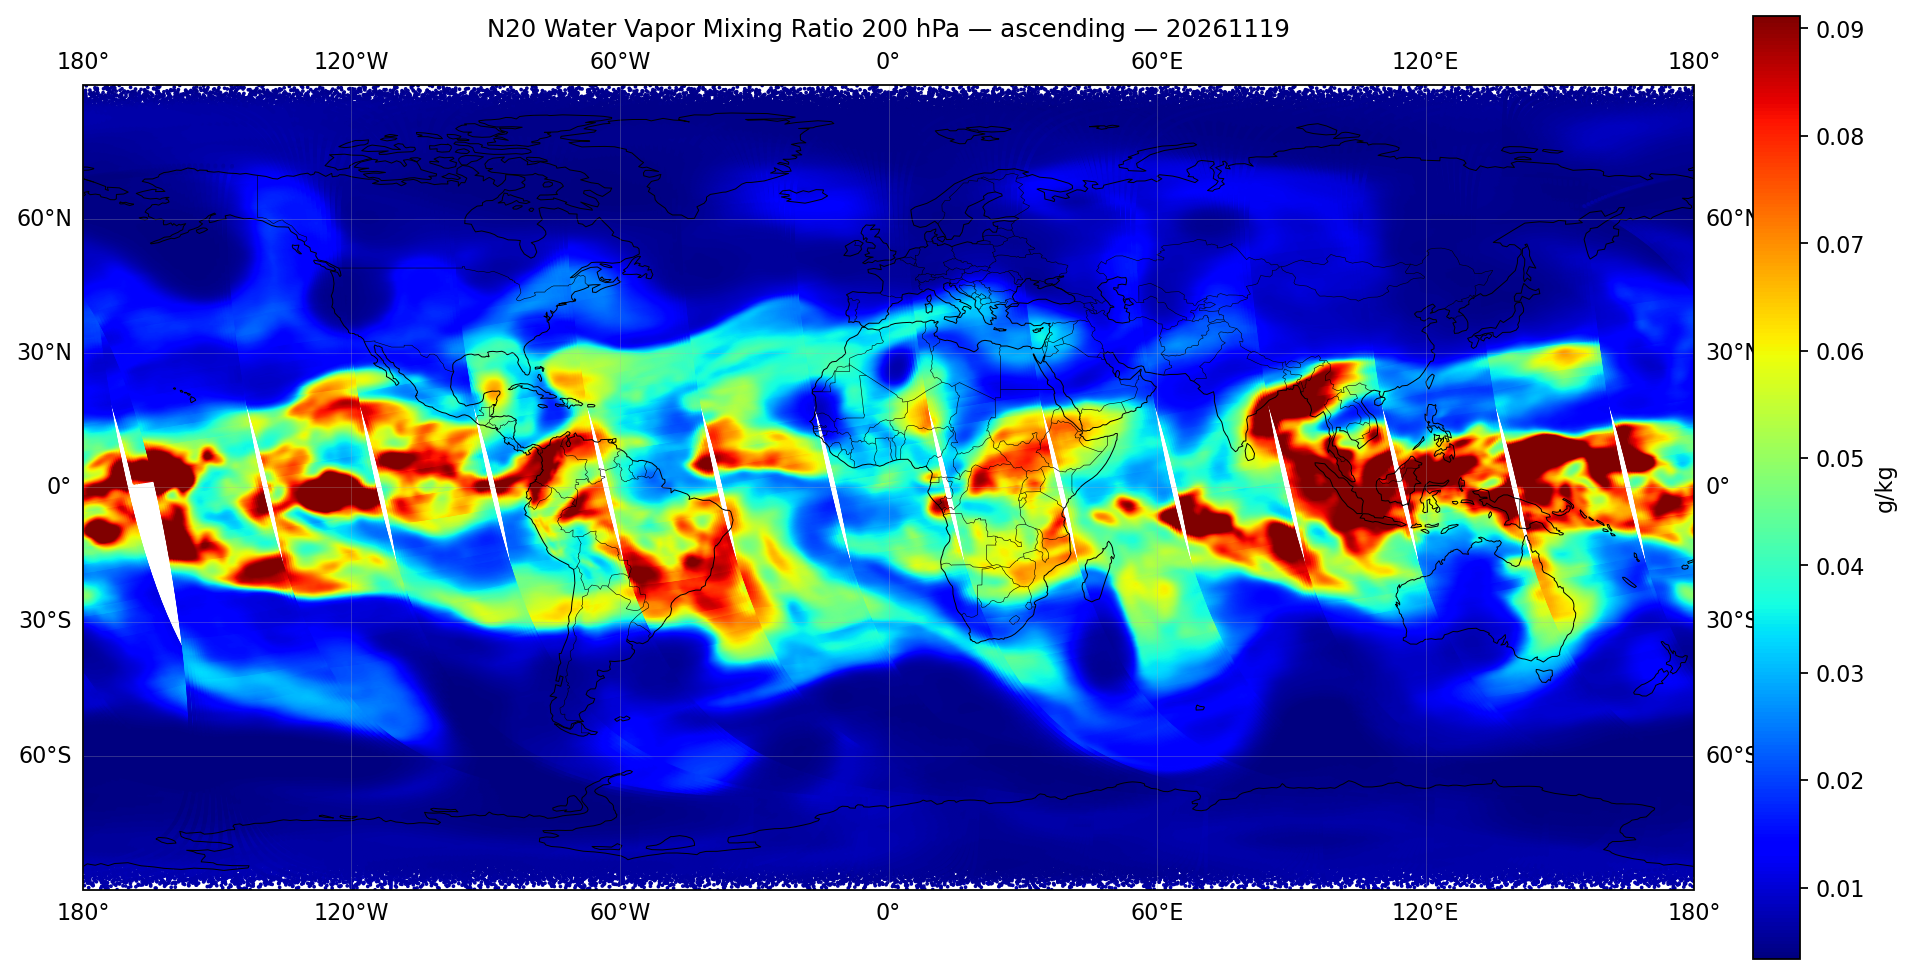 N20 Water Vapor Mixing Ratio 200 hPa — ascending — 20261119
180° 120°W 60°W 0° 60°E 120°E 180°
60°N 60°N
30°N 30°N
0° 0°
30°S 30°S
60°S 60°S
180° 120°W 60°W 0° 60°E 120°E 180°
0.09
0.08
0.07
0.06
0.05
0.04
0.03
0.02
0.01
g/kg